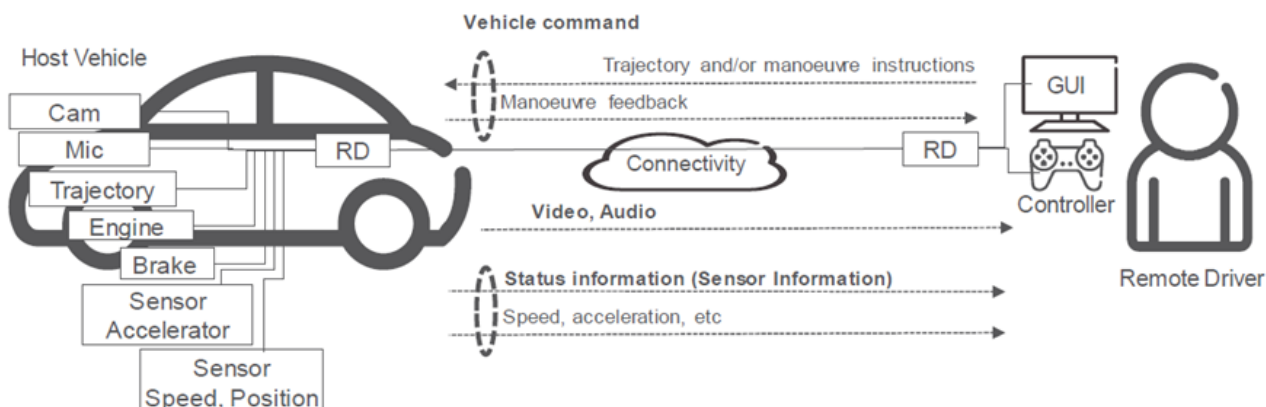 Vehicle command
Host Vehicle
Trajectory and/or manoeuvre instructions
Manoeuvre feedback
GUI
Cam
Mic
RD
Connectivity
RD
Trajectory
Engine
Brake
Sensor
Accelerator
Sensor
Speed, Position
Controller
Video, Audio
Status information (Sensor Information)
Speed, acceleration, etc
Remote Driver